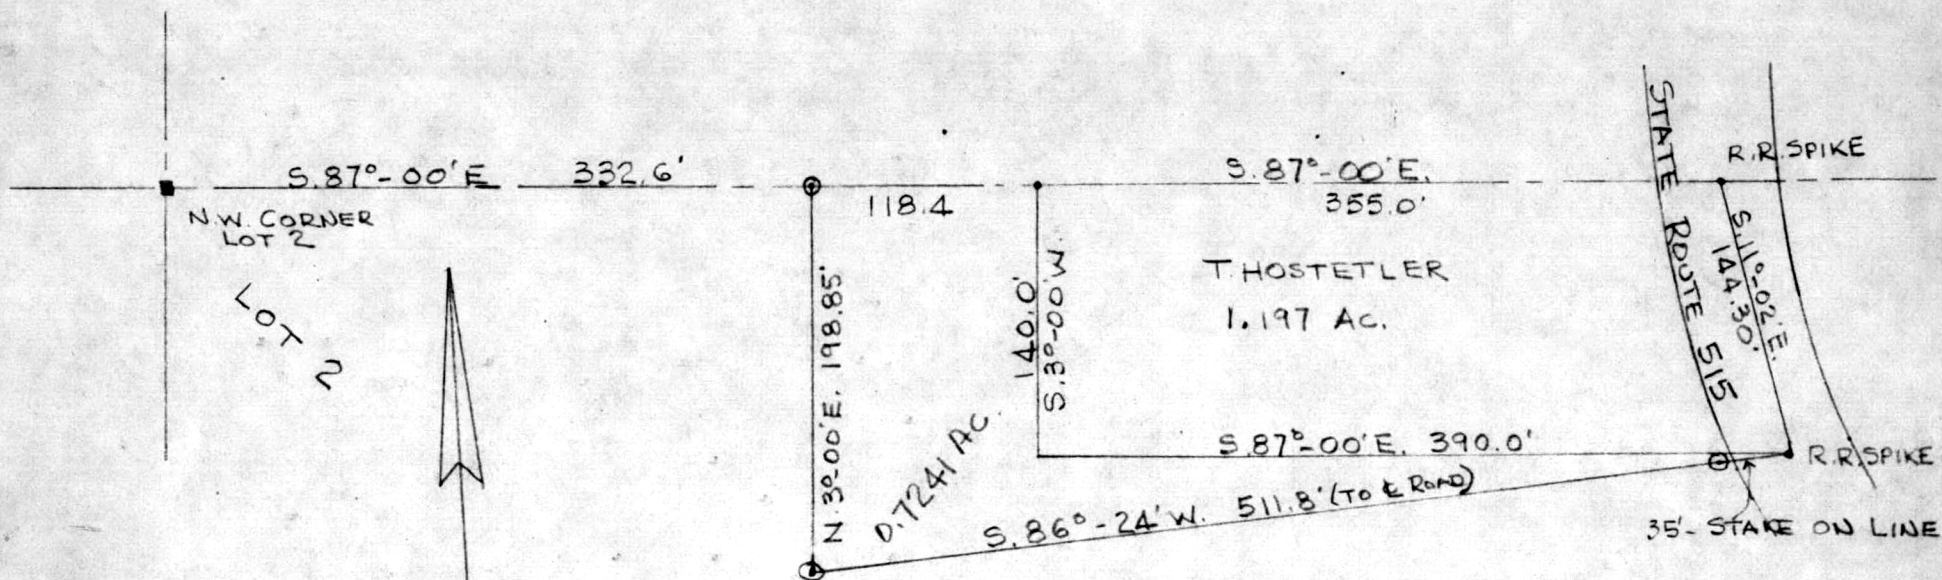 S.87°-00'E 332.6'
N.W. CORNER
LOT 2
LOT 2
118.4
S.87°-00'E.
355.0'
R.R.SPIKE
STATE ROUTE 515
S.11°-02'E.
144.30'
T.HOSTETLER
1.197 AC.
N.3°-00'E. 198.85'
140.0'
S.3°-00'W.
0.7241 AC
S.87°-00'E. 390.0'
S.86°-24'W. 511.8' (TO ℄ ROAD)
R.R.SPIKE
35'- STAKE ON LINE